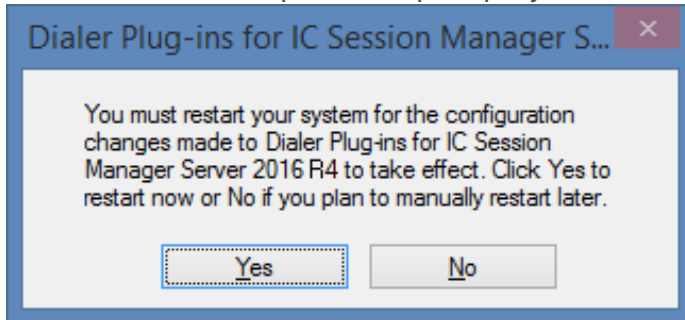 Dialer Plug-ins for IC Session Manager S...
You must restart your system for the configuration
changes made to Dialer Plug-ins for IC Session
Manager Server 2016 R4 to take effect. Click Yes to
restart now or No if you plan to manually restart later.
Yes
No